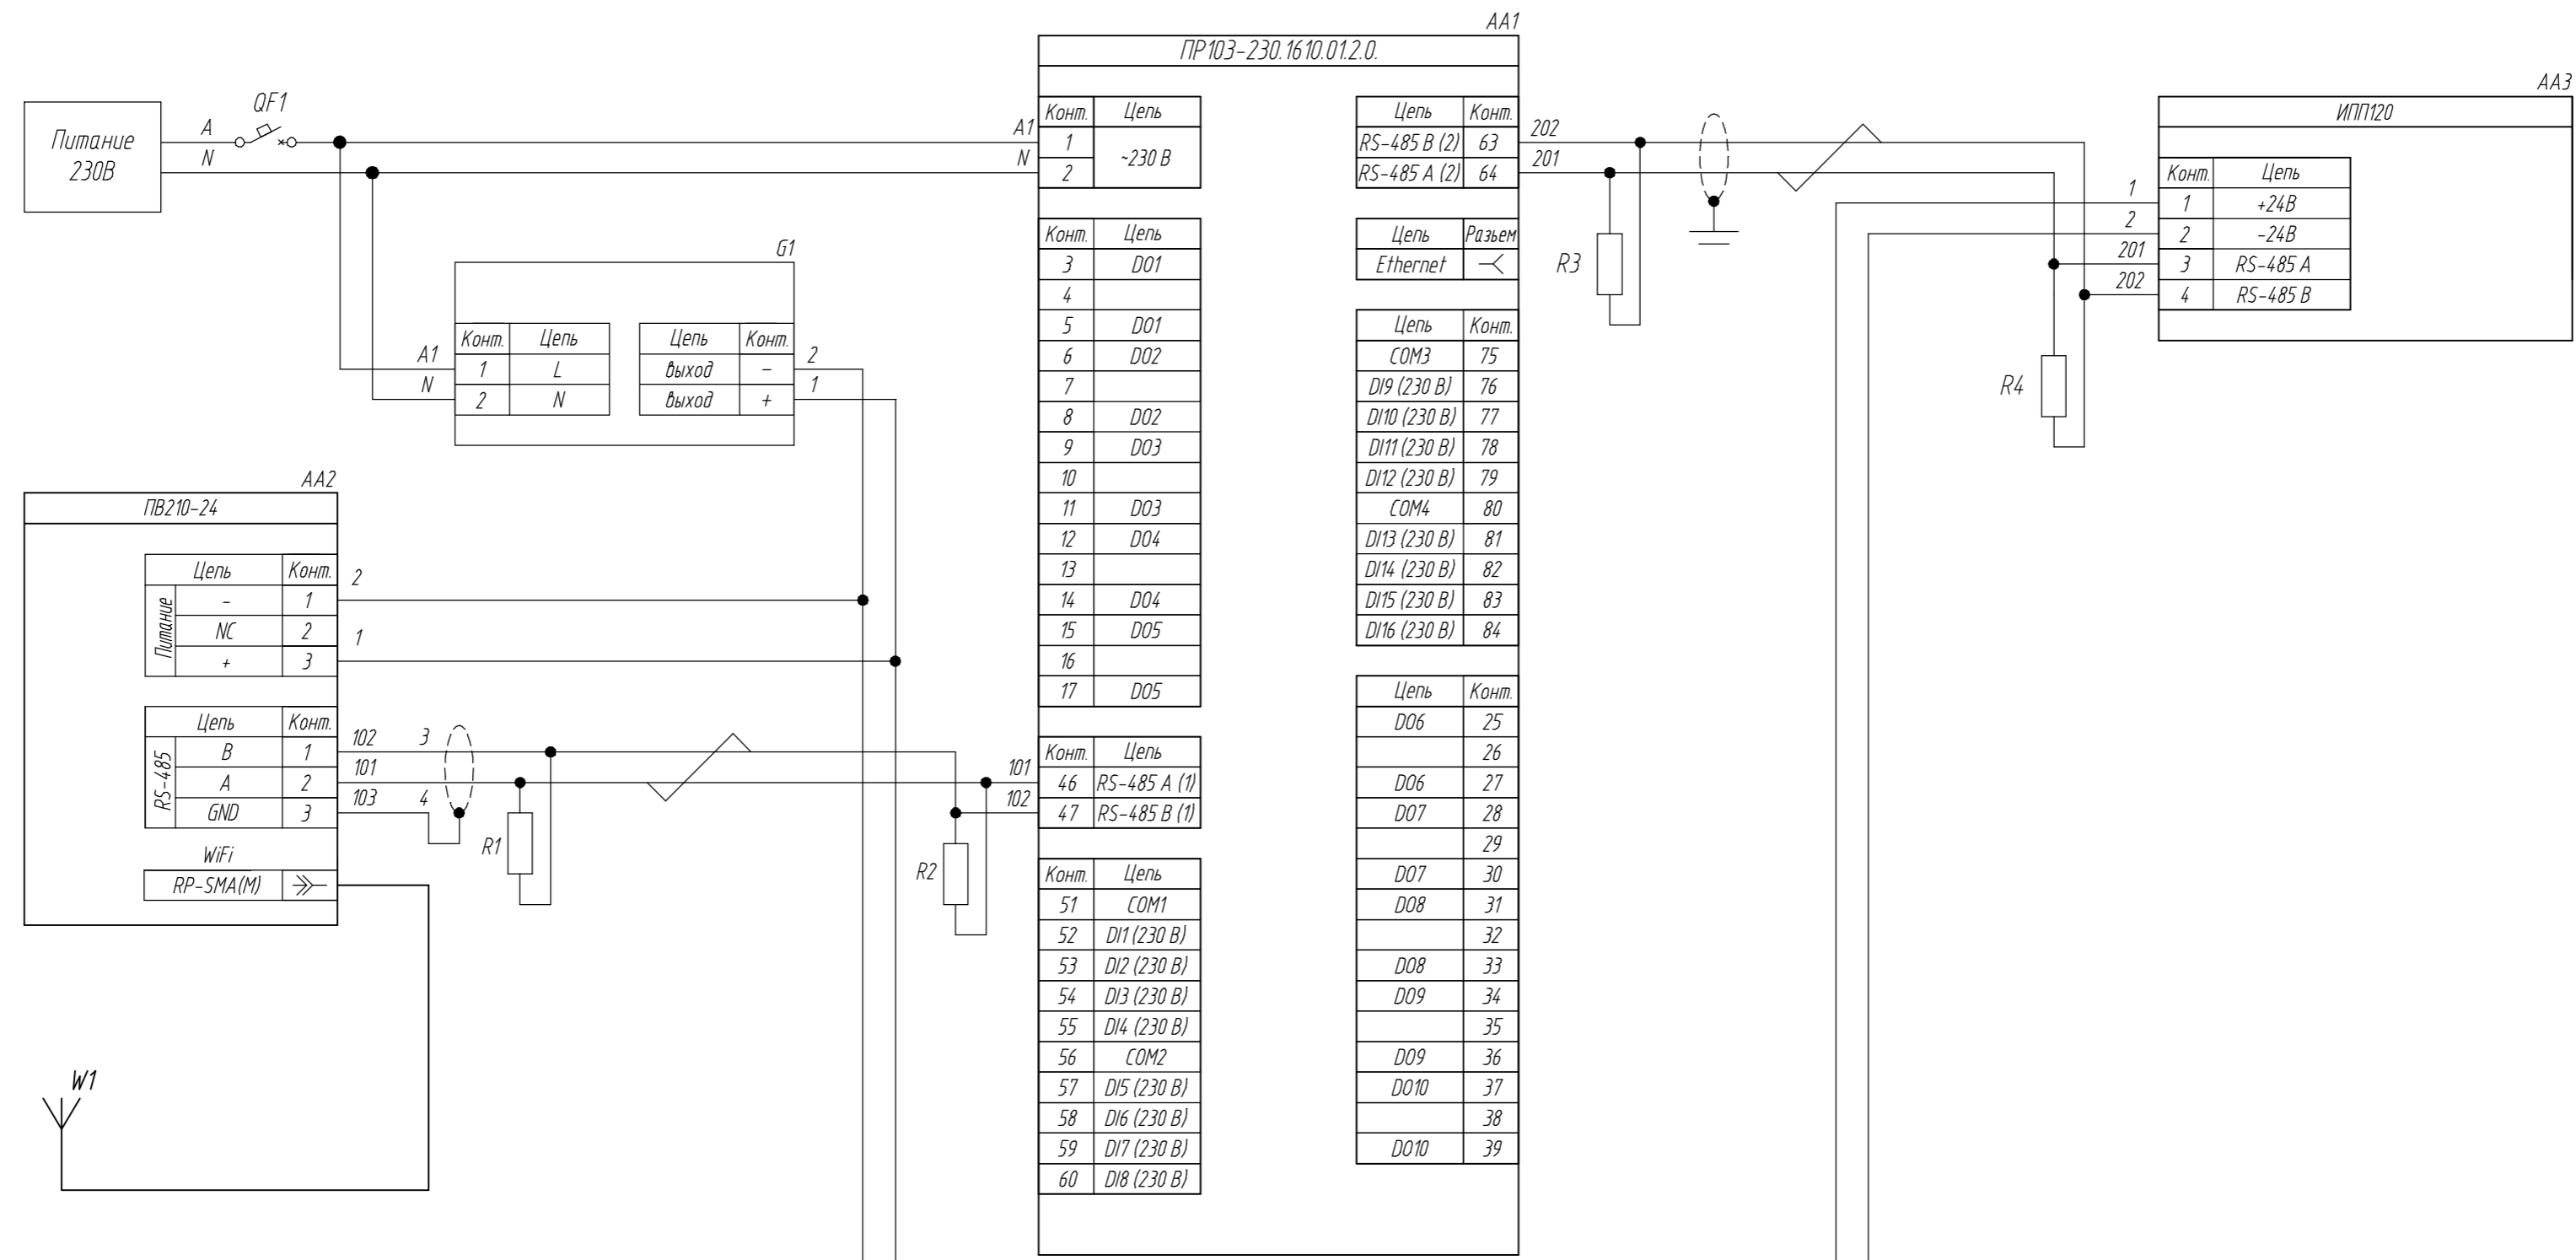 AA1
ПР103-230.1610.01.2.0.
Питание
230В
A
N
QF1
A1
N
Конт. Цепь
1 ~230 В
2
Конт. Цепь
3 DO1
4
5 DO1
6 DO2
7
8 DO2
9 DO3
10
11 DO3
12 DO4
13
14 DO4
15 DO5
16
17 DO5
101
102
Конт. Цепь
46 RS-485 A (1)
47 RS-485 B (1)
Конт. Цепь
51 COM1
52 DI1 (230 В)
53 DI2 (230 В)
54 DI3 (230 В)
55 DI4 (230 В)
56 COM2
57 DI5 (230 В)
58 DI6 (230 В)
59 DI7 (230 В)
60 DI8 (230 В)
Цепь Конт.
RS-485 B (2) 63
RS-485 A (2) 64
202
201
Цепь Разьем
Ethernet
Цепь Конт.
COM3 75
DI9 (230 В) 76
DI10 (230 В) 77
DI11 (230 В) 78
DI12 (230 В) 79
COM4 80
DI13 (230 В) 81
DI14 (230 В) 82
DI15 (230 В) 83
DI16 (230 В) 84
Цепь Конт.
DO6 25
26
DO6 27
DO7 28
29
DO7 30
DO8 31
32
DO8 33
DO9 34
35
DO9 36
DO10 37
38
DO10 39
G1
A1
N
Конт. Цепь
1 L
2 N
Цепь Конт.
выход -
выход +
2
1
AA2
ПВ210-24
Питание
Цепь Конт.
- 1
NC 2
+ 3
2
1
RS-485
Цепь Конт.
B 1
A 2
GND 3
102 3
101
103 4
WiFi
RP-SMA(M)
R1
R2
W1
R3
R4
AA3
ИПП120
1
2
201
202
Конт. Цепь
1 +24В
2 -24В
3 RS-485 A
4 RS-485 B